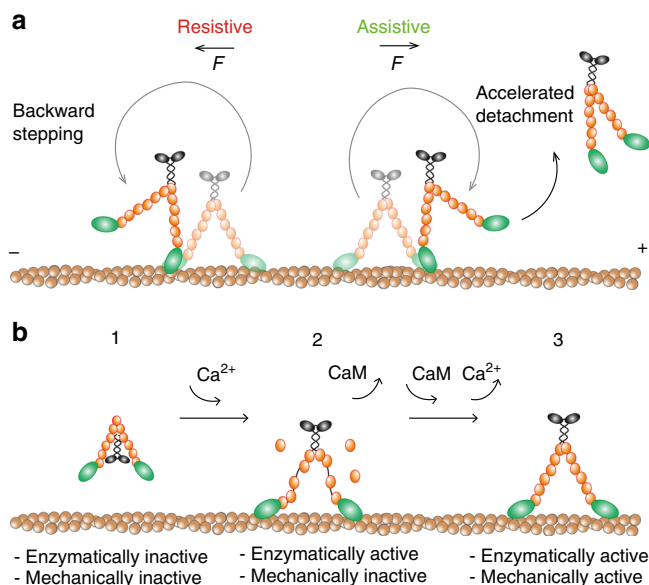 a
Resistive
F
Assistive
F
Backward
stepping
Accelerated
detachment
–
+
b
1
2
3
Ca²⁺
CaM
CaM
Ca²⁺
- Enzymatically inactive
- Mechanically inactive
- Enzymatically active
- Mechanically inactive
- Enzymatically active
- Mechanically active